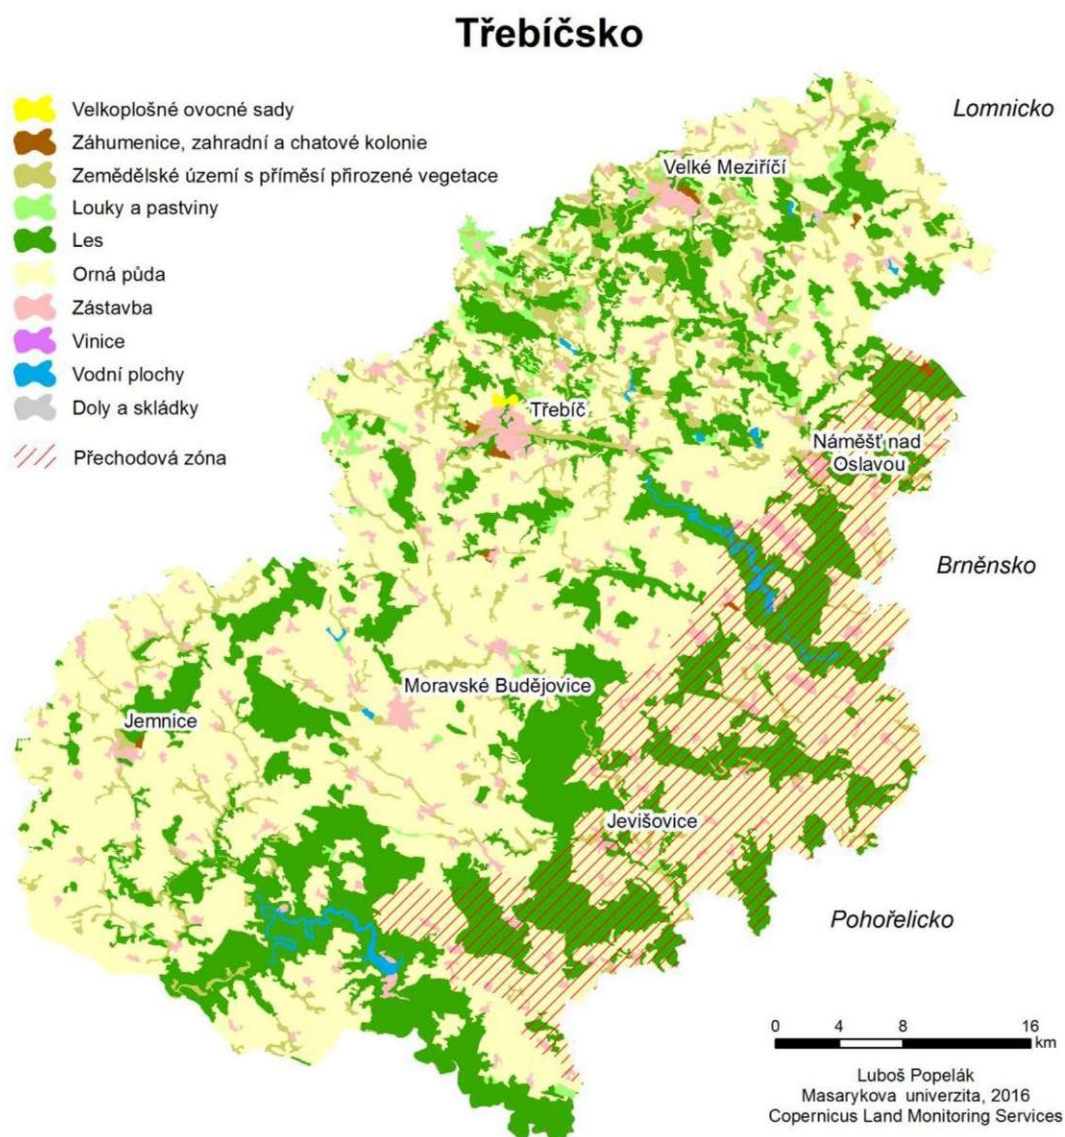 Třebíčsko
Velkoplošné ovocné sady
Záhumenice, zahradní a chatové kolonie
Zemědělské území s příměsí přirozené vegetace
Louky a pastviny
Les
Orná půda
Zástavba
Vinice
Vodní plochy
Doly a skládky
Přechodová zóna
Lomnicko
Velké Meziříčí
Třebíč
Náměšť nad
Oslavou
Brněnsko
Moravské Budějovice
Jemnice
Jevišovice
Pohořelicko
0 4 8 16
km
Luboš Popelák
Masarykova univerzita, 2016
Copernicus Land Monitoring Services